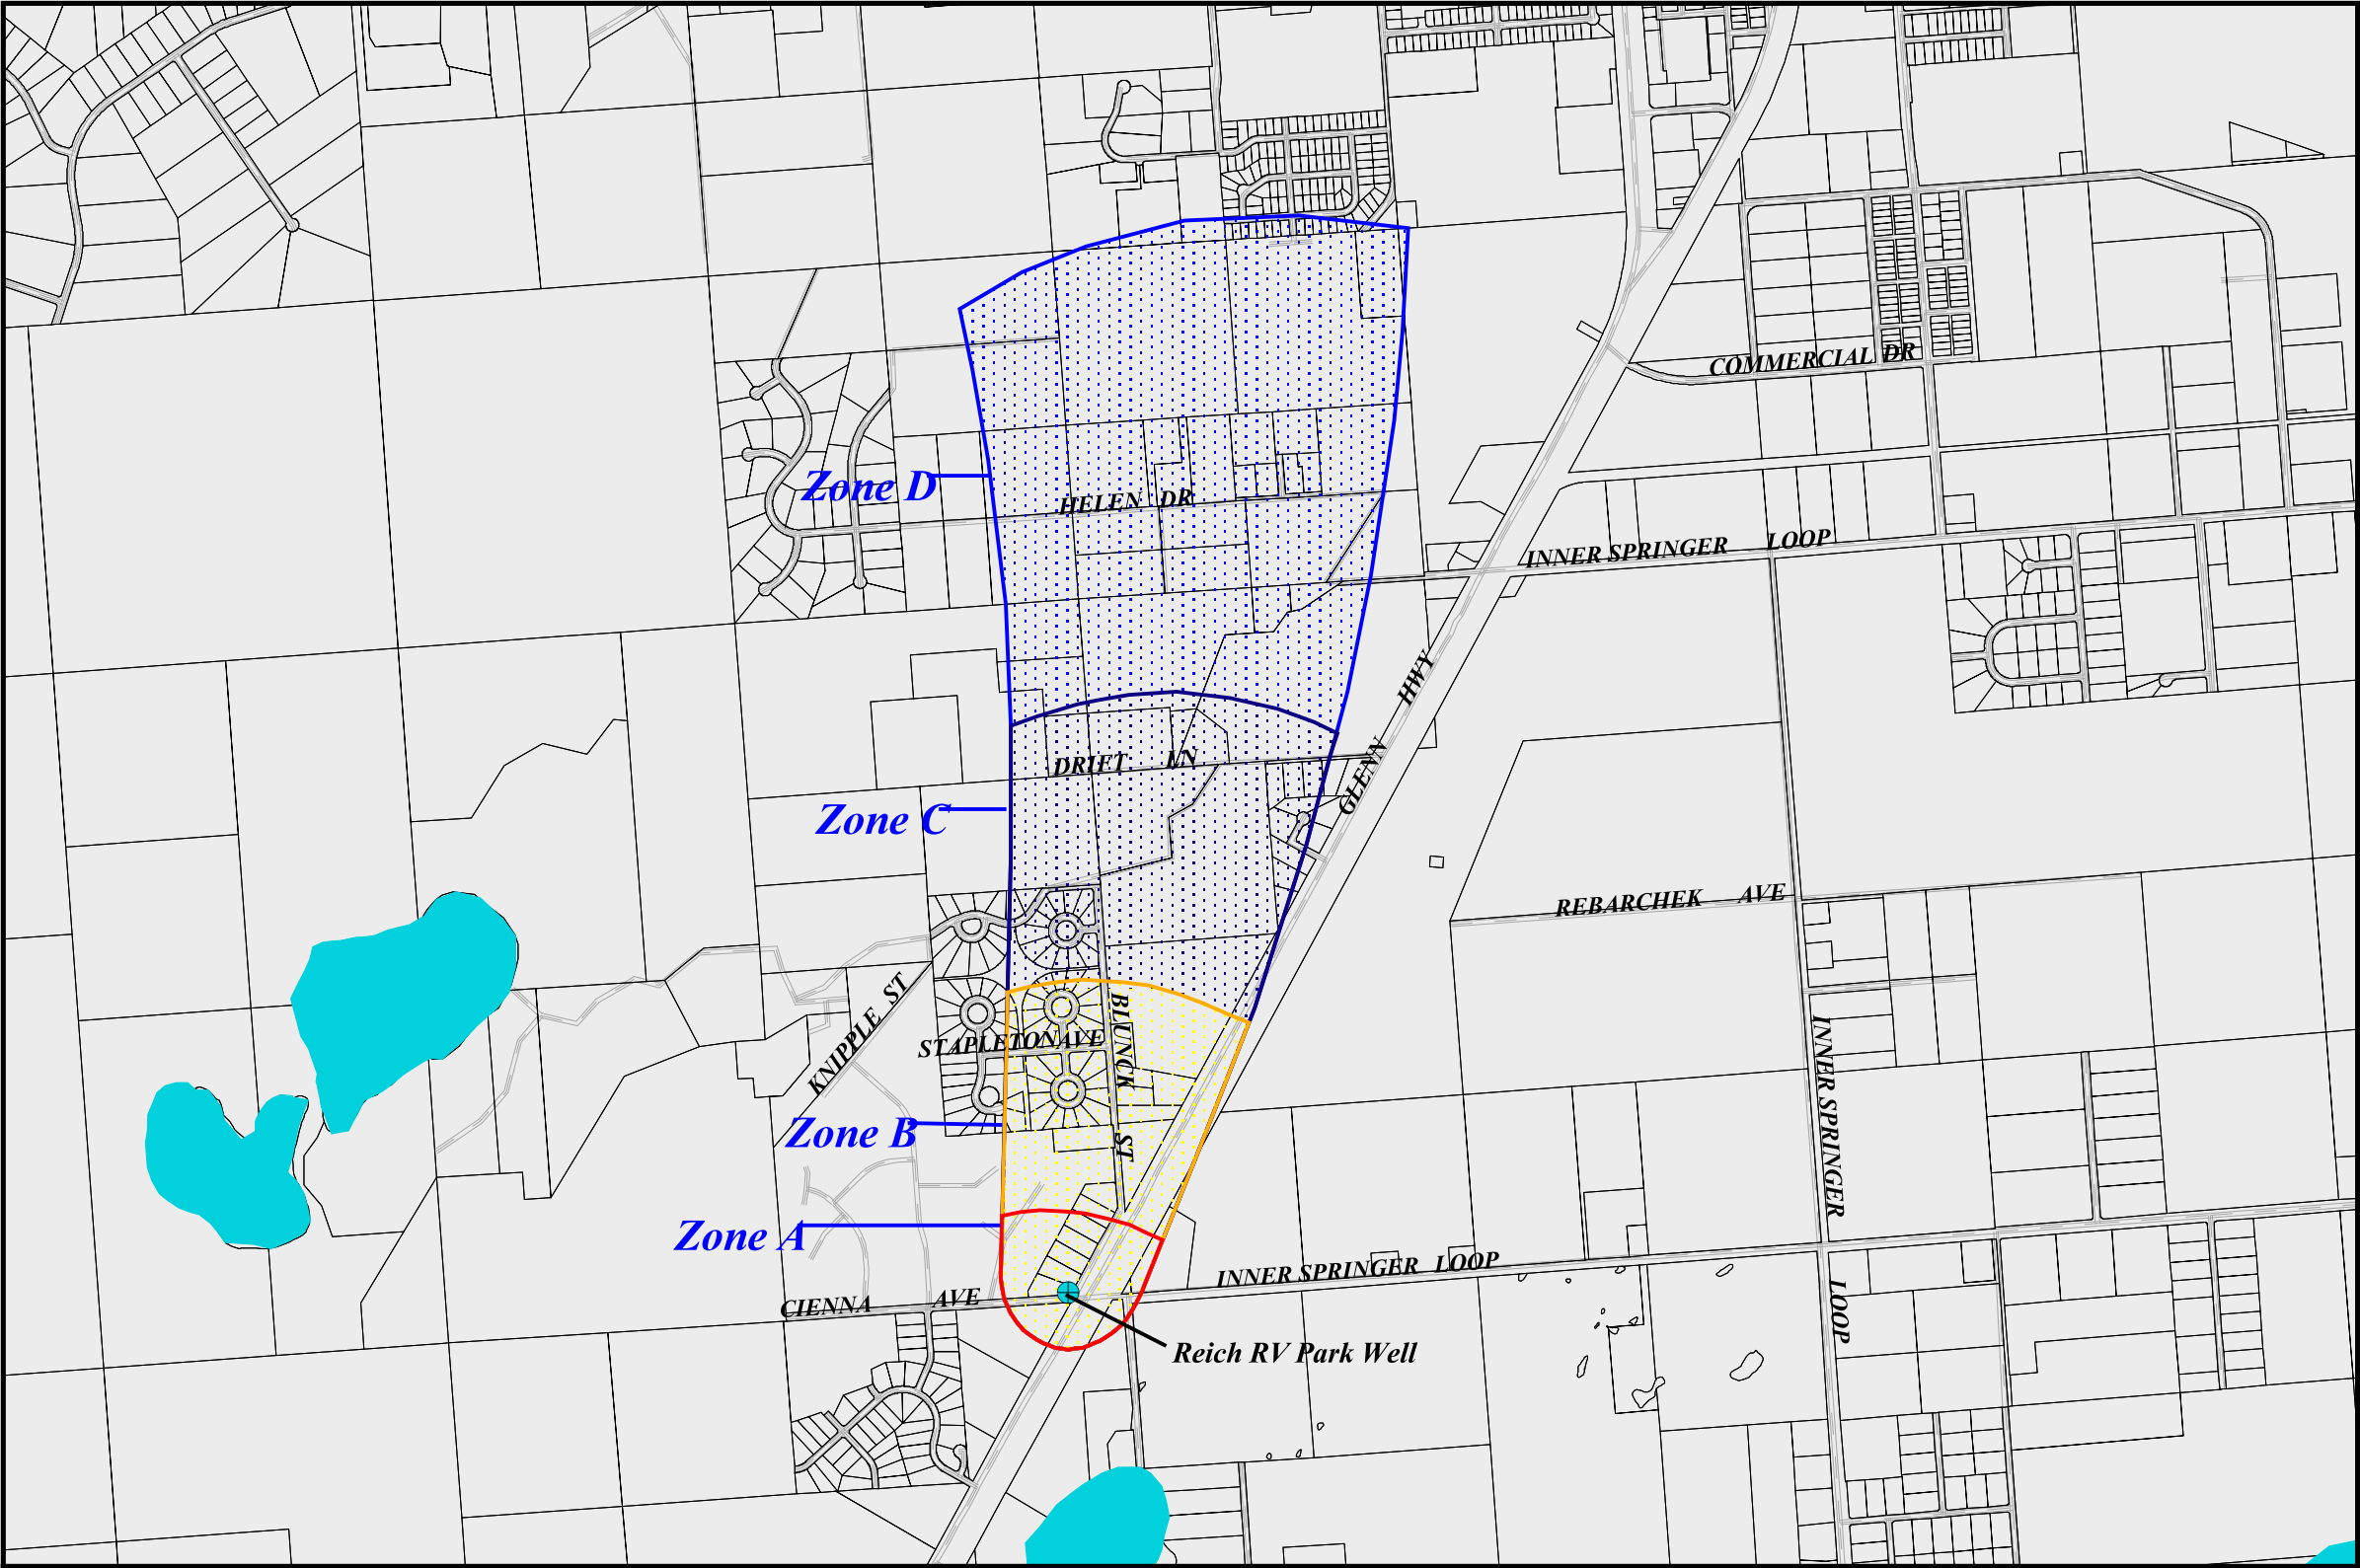 COMMERCIAL DR
Zone D
HELEN DR
INNER SPRINGER LOOP
GLENN HWY
DRIFT LN
Zone C
REBARCHEK AVE
KNIPPLE ST
STAPLETON AVE
BLUNCK ST
INNER SPRINGER LOOP
Zone B
Zone A
INNER SPRINGER LOOP
CIENNA AVE
Reich RV Park Well